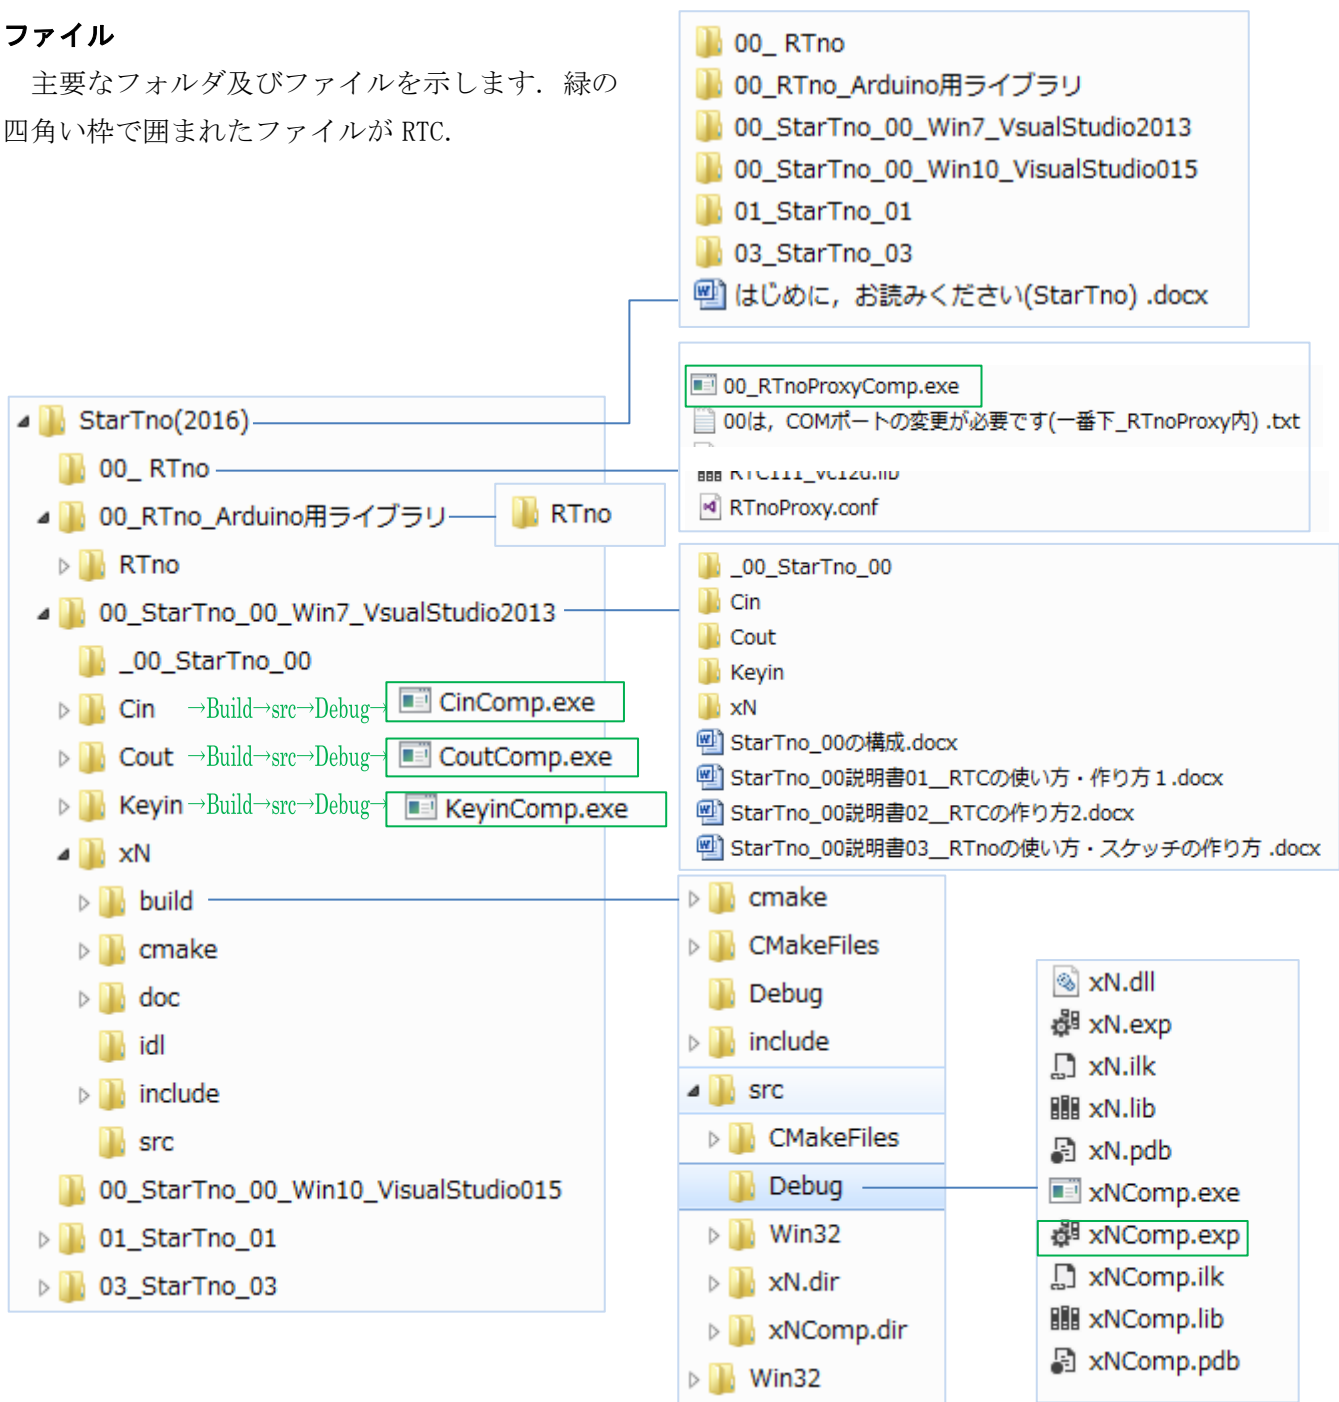 ファイル
主要なフォルダ及びファイルを示します．緑の
四角い枠で囲まれたファイルが RTC.
00_ RTno
00_RTno_Arduino用ライブラリ
00_StarTno_00_Win7_VsualStudio2013
00_StarTno_00_Win10_VisualStudio015
01_StarTno_01
03_StarTno_03
はじめに，お読みください(StarTno) .docx
00_RTnoProxyComp.exe
00は，COMポートの変更が必要です(一番下_RTnoProxy内) .txt
RTnoProxy.conf
StarTno(2016)
00_ RTno
00_RTno_Arduino用ライブラリ
RTno
RTno
00_StarTno_00_Win7_VsualStudio2013
_00_StarTno_00
Cin →Build→src→Debug→ CinComp.exe
Cout →Build→src→Debug→ CoutComp.exe
Keyin →Build→src→Debug→ KeyinComp.exe
xN
build
cmake
doc
idl
include
src
00_StarTno_00_Win10_VisualStudio015
01_StarTno_01
03_StarTno_03
_00_StarTno_00
Cin
Cout
Keyin
xN
StarTno_00の構成.docx
StarTno_00説明書01__RTCの使い方・作り方１.docx
StarTno_00説明書02__RTCの作り方2.docx
StarTno_00説明書03__RTnoの使い方・スケッチの作り方 .docx
cmake
CMakeFiles
Debug
include
src
CMakeFiles
Debug
Win32
xN.dir
xNComp.dir
Win32
xN.dll
xN.exp
xN.ilk
xN.lib
xN.pdb
xNComp.exe
xNComp.exp
xNComp.ilk
xNComp.lib
xNComp.pdb